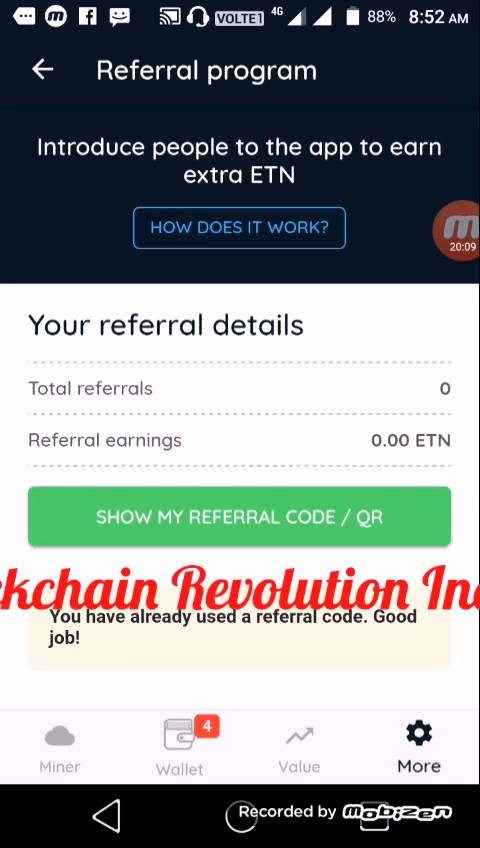 VOLTE1 4G 88% 8:52 AM
Referral program
Introduce people to the app to earn
extra ETN
HOW DOES IT WORK?
20:09
Your referral details
Total referrals 0
Referral earnings 0.00 ETN
SHOW MY REFERRAL CODE / QR
ckchain Revolution Ind
You have already used a referral code. Good
job!
4
Miner Wallet Value More
Recorded by mobizen